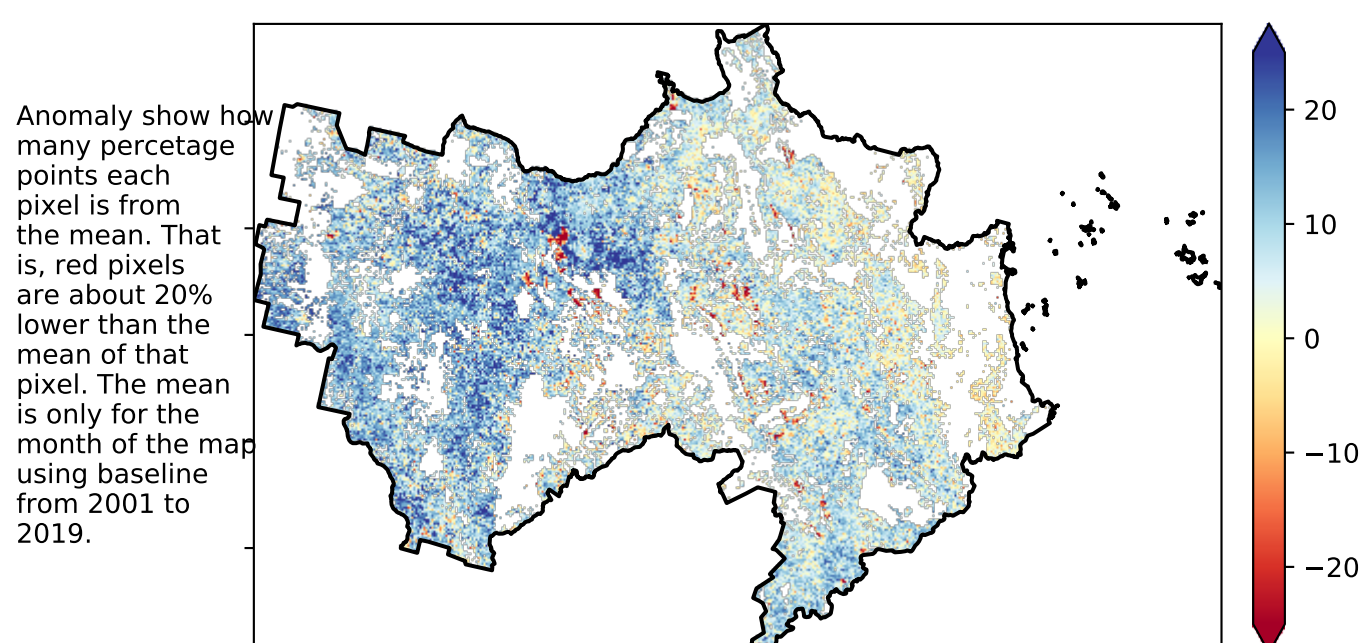 Anomaly show how
many percetage
points each
pixel is from
the mean. That
is, red pixels
are about 20%
lower than the
mean of that
pixel. The mean
is only for the
month of the map
using baseline
from 2001 to
2019.
20
10
0
−10
−20